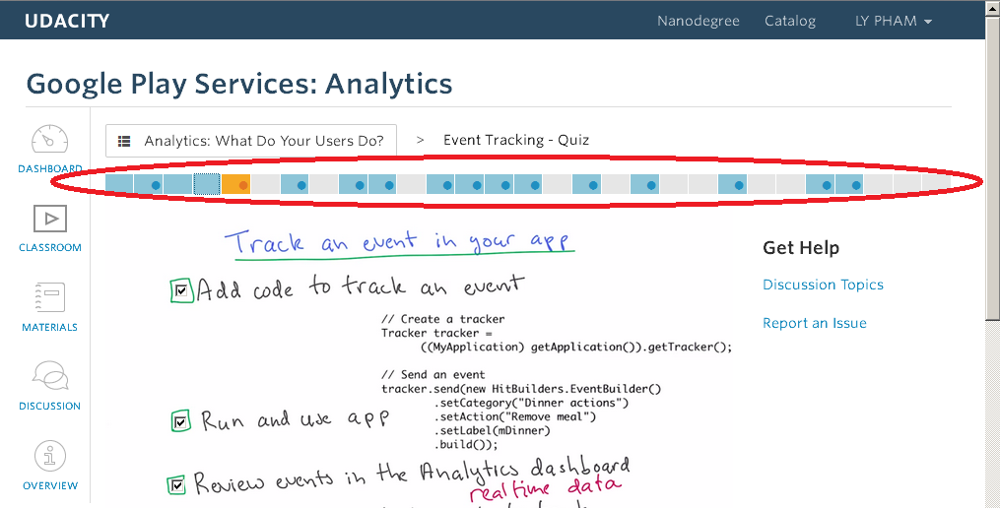 UDACITY
Nanodegree Catalog LY PHAM
Google Play Services: Analytics
Analytics: What Do Your Users Do? > Event Tracking - Quiz
DASHBOARD
CLASSROOM
MATERIALS
DISCUSSION
OVERVIEW
Track an event in your app
Add code to track an event
// Create a tracker
Tracker tracker =
((MyApplication) getApplication()).getTracker();
// Send an event
tracker.send(new HitBuilders.EventBuilder()
.setCategory("Dinner actions")
.setAction("Remove meal")
.setLabel(mDinner)
.build());
Run and use app
Review events in the Analytics dashboard
realtime data
Get Help
Discussion Topics
Report an Issue